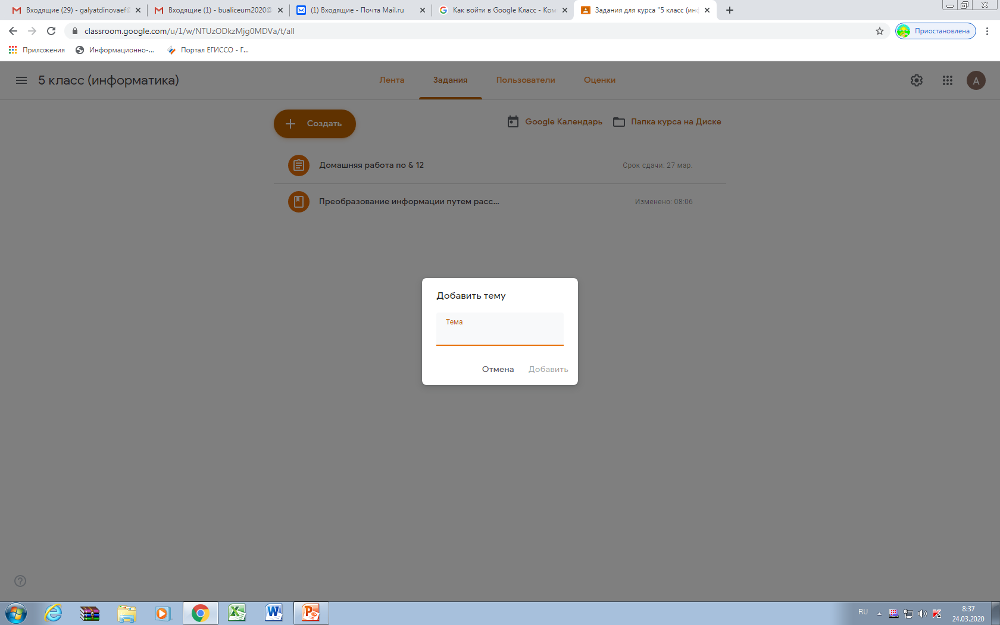 Входящие (29) - galyatdinovaef@
Входящие (1) - bualiceum2020@
(1) Входящие - Почта Mail.ru
Как войти в Google Класс - Ком
Задания для курса "5 класс (инф
classroom.google.com/u/1/w/NTUzODkzMjg0MDVa/t/all
Приостановлена
Приложения
Информационно-...
Портал ЕГИССО - Г...
5 класс (информатика)
Лента
Задания
Пользователи
Оценки
А
Создать
Google Календарь
Папка курса на Диске
Домашняя работа по & 12
Срок сдачи: 27 мар.
Преобразование информации путем расс...
Изменено: 08:06
Добавить тему
Тема
Отмена
Добавить
RU
8:37
24.03.2020